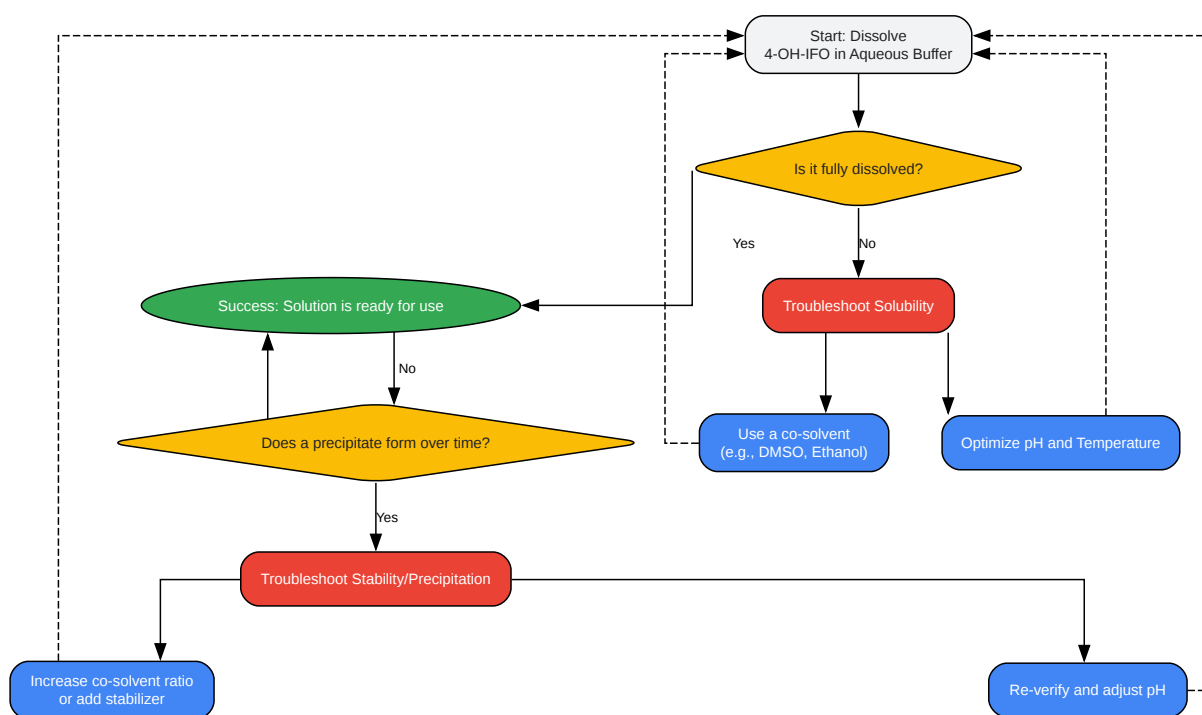 Start: Dissolve
4-OH-IFO in Aqueous Buffer
Is it fully dissolved?
Yes
No
Success: Solution is ready for use
Troubleshoot Solubility
No
Use a co-solvent
(e.g., DMSO, Ethanol)
Optimize pH and Temperature
Does a precipitate form over time?
Yes
Troubleshoot Stability/Precipitation
Increase co-solvent ratio
or add stabilizer
Re-verify and adjust pH